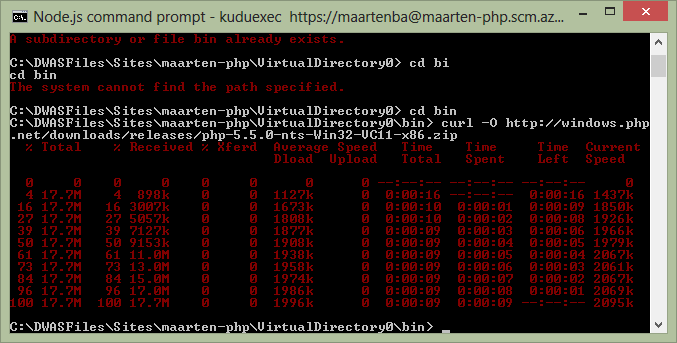 Node.js command prompt - kuduexec  https://maartenba@maarten-php.scm.az...
A subdirectory or file bin already exists.
C:\DWASFiles\Sites\maarten-php\VirtualDirectory0> cd bi
cd bin
The system cannot find the path specified.
C:\DWASFiles\Sites\maarten-php\VirtualDirectory0> cd bin
C:\DWASFiles\Sites\maarten-php\VirtualDirectory0\bin> curl -O http://windows.php
.net/downloads/releases/php-5.5.0-nts-Win32-VC11-x86.zip
% Total % Received % Xferd Average Speed Time Time Time Current
Dload Upload Total Spent Left Speed
0 0 0 0 0 0 0 0 --:--:-- --:--:-- --:--:-- 0
4 17.7M 4 898k 0 0 1127k 0 0:00:16 --:--:-- 0:00:16 1437k
16 17.7M 16 3007k 0 0 1673k 0 0:00:10 0:00:01 0:00:09 1850k
27 17.7M 27 5057k 0 0 1808k 0 0:00:10 0:00:02 0:00:08 1926k
39 17.7M 39 7127k 0 0 1877k 0 0:00:09 0:00:03 0:00:06 1966k
50 17.7M 50 9153k 0 0 1908k 0 0:00:09 0:00:04 0:00:05 1979k
61 17.7M 61 11.0M 0 0 1938k 0 0:00:09 0:00:05 0:00:04 2067k
73 17.7M 73 13.0M 0 0 1958k 0 0:00:09 0:00:06 0:00:03 2061k
84 17.7M 84 15.0M 0 0 1974k 0 0:00:09 0:00:07 0:00:02 2067k
96 17.7M 96 17.0M 0 0 1986k 0 0:00:09 0:00:08 0:00:01 2069k
100 17.7M 100 17.7M 0 0 1996k 0 0:00:09 0:00:09 --:--:-- 2095k
C:\DWASFiles\Sites\maarten-php\VirtualDirectory0\bin> _